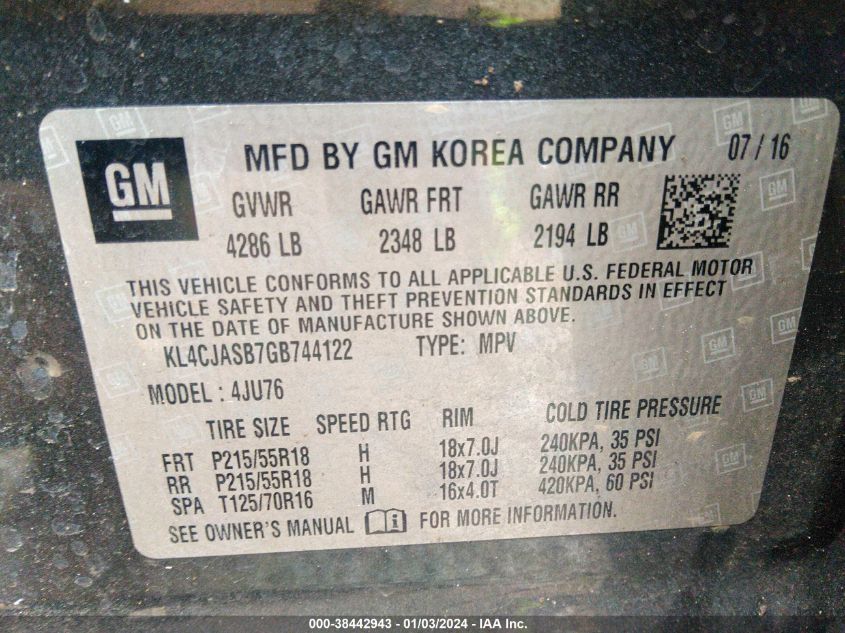 GM
MFD BY GM KOREA COMPANY 07 / 16
GVWR GAWR FRT GAWR RR
4286 LB 2348 LB 2194 LB
THIS VEHICLE CONFORMS TO ALL APPLICABLE U.S. FEDERAL MOTOR
VEHICLE SAFETY AND THEFT PREVENTION STANDARDS IN EFFECT
ON THE DATE OF MANUFACTURE SHOWN ABOVE.
KL4CJASB7GB744122 TYPE: MPV
MODEL : 4JU76
TIRE SIZE SPEED RTG RIM COLD TIRE PRESSURE
FRT P215/55R18 H 18x7.0J 240KPA, 35 PSI
RR P215/55R18 H 18x7.0J 240KPA, 35 PSI
SPA T125/70R16 M 16x4.0T 420KPA, 60 PSI
SEE OWNER'S MANUAL FOR MORE INFORMATION.
000-38442943 - 01/03/2024 - IAA Inc.